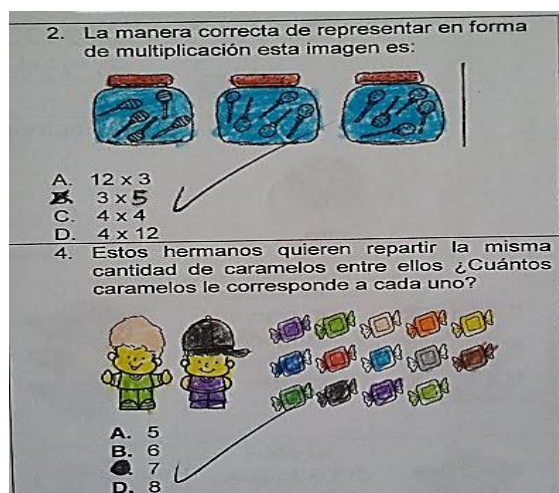 2. La manera correcta de representar en forma
de multiplicación esta imagen es:
A. 12 x 3
B. 3 x 5
C. 4 x 4
D. 4 x 12
4. Estos hermanos quieren repartir la misma
cantidad de caramelos entre ellos ¿Cuántos
caramelos le corresponde a cada uno?
A. 5
B. 6
7
D. 8